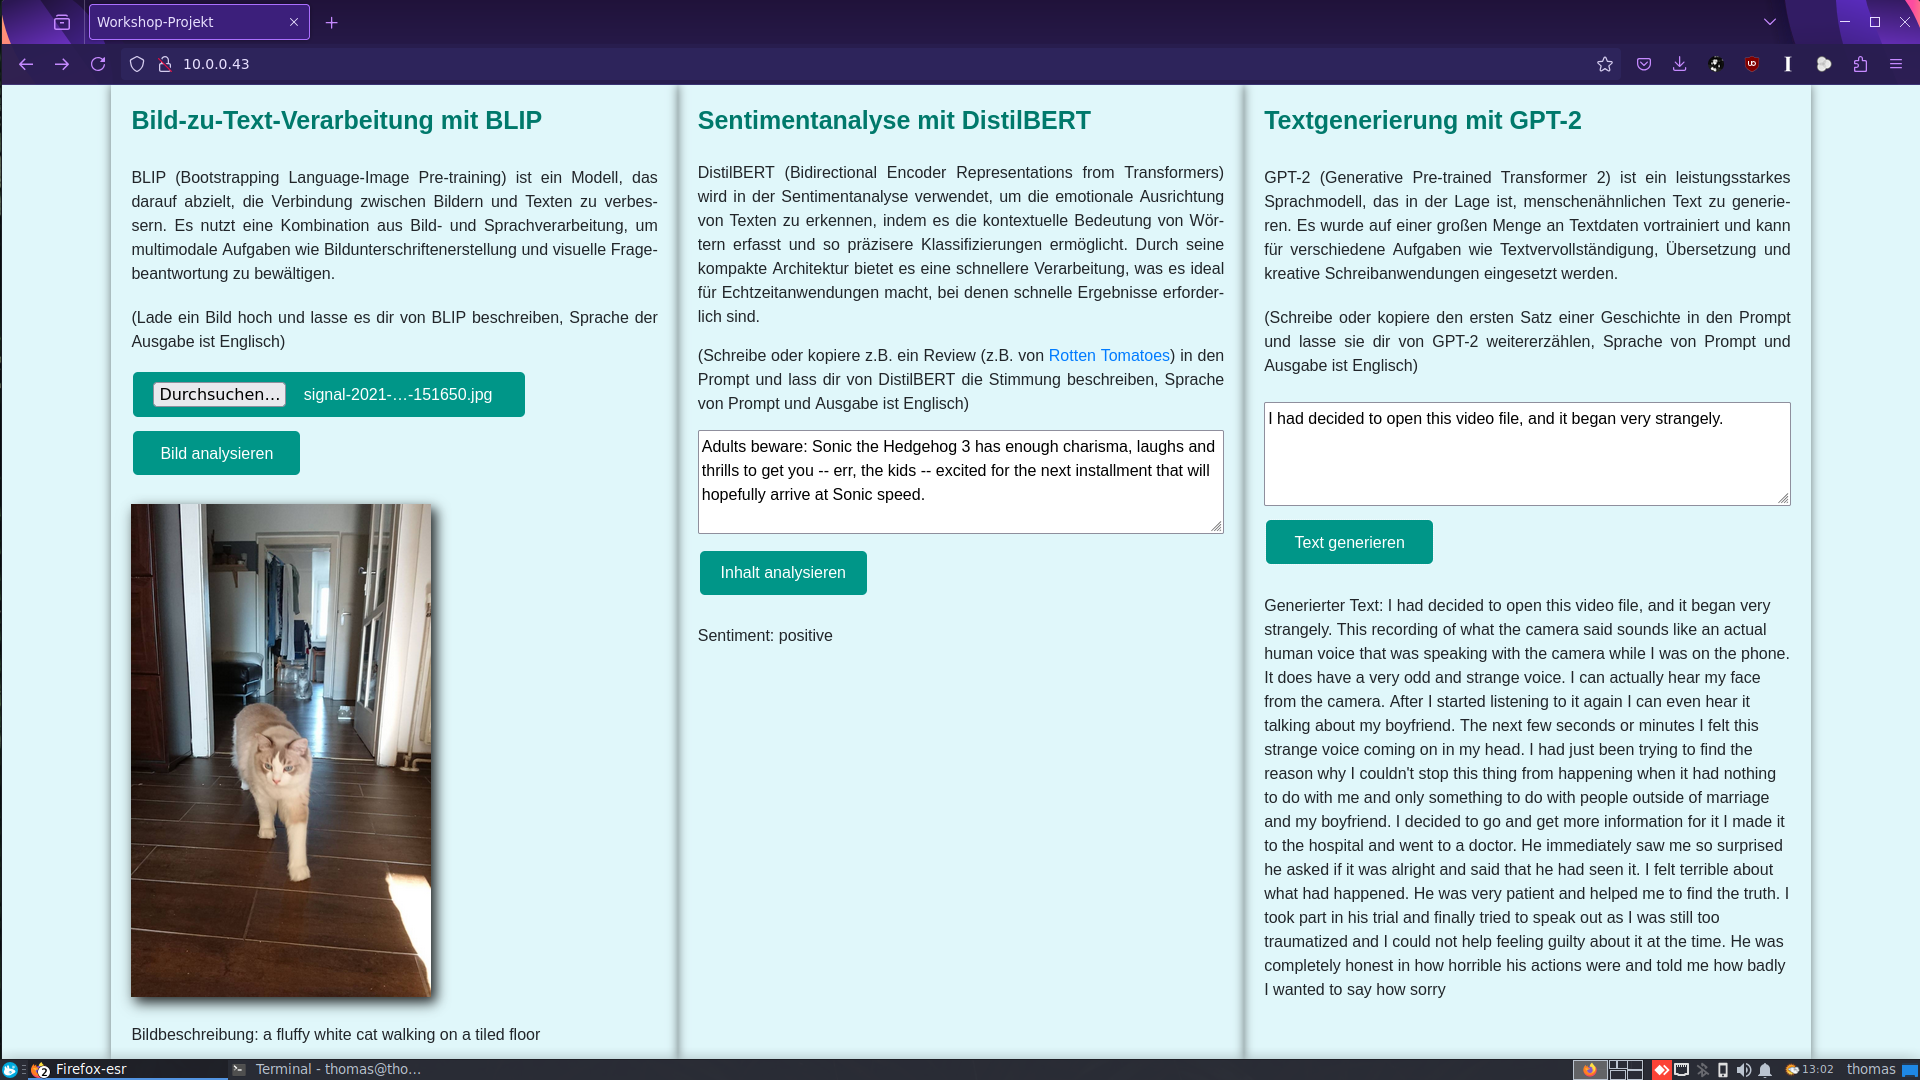 Workshop-Projekt
10.0.0.43
Bild-zu-Text-Verarbeitung mit BLIP
BLIP (Bootstrapping Language-Image Pre-training) ist ein Modell, das
darauf abzielt, die Verbindung zwischen Bildern und Texten zu verbes-
sern. Es nutzt eine Kombination aus Bild- und Sprachverarbeitung, um
multimodale Aufgaben wie Bildunterschriftenerstellung und visuelle Frage-
beantwortung zu bewältigen.
(Lade ein Bild hoch und lasse es dir von BLIP beschreiben, Sprache der
Ausgabe ist Englisch)
Durchsuchen... signal-2021-...-151650.jpg
Bild analysieren
Bildbeschreibung: a fluffy white cat walking on a tiled floor
Sentimentanalyse mit DistilBERT
DistilBERT (Bidirectional Encoder Representations from Transformers)
wird in der Sentimentanalyse verwendet, um die emotionale Ausrichtung
von Texten zu erkennen, indem es die kontextuelle Bedeutung von Wör-
tern erfasst und so präzisere Klassifizierungen ermöglicht. Durch seine
kompakte Architektur bietet es eine schnellere Verarbeitung, was es ideal
für Echtzeitanwendungen macht, bei denen schnelle Ergebnisse erforder-
lich sind.
(Schreibe oder kopiere z.B. ein Review (z.B. von Rotten Tomatoes) in den
Prompt und lass dir von DistilBERT die Stimmung beschreiben, Sprache
von Prompt und Ausgabe ist Englisch)
Adults beware: Sonic the Hedgehog 3 has enough charisma, laughs and
thrills to get you -- err, the kids -- excited for the next installment that will
hopefully arrive at Sonic speed.
Inhalt analysieren
Sentiment: positive
Textgenerierung mit GPT-2
GPT-2 (Generative Pre-trained Transformer 2) ist ein leistungsstarkes
Sprachmodell, das in der Lage ist, menschenähnlichen Text zu generie-
ren. Es wurde auf einer großen Menge an Textdaten vortrainiert und kann
für verschiedene Aufgaben wie Textvervollständigung, Übersetzung und
kreative Schreibanwendungen eingesetzt werden.
(Schreibe oder kopiere den ersten Satz einer Geschichte in den Prompt
und lasse sie dir von GPT-2 weitererzählen, Sprache von Prompt und
Ausgabe ist Englisch)
I had decided to open this video file, and it began very strangely.
Text generieren
Generierter Text: I had decided to open this video file, and it began very
strangely. This recording of what the camera said sounds like an actual
human voice that was speaking with the camera while I was on the phone.
It does have a very odd and strange voice. I can actually hear my face
from the camera. After I started listening to it again I can even hear it
talking about my boyfriend. The next few seconds or minutes I felt this
strange voice coming on in my head. I had just been trying to find the
reason why I couldn't stop this thing from happening when it had nothing
to do with me and only something to do with people outside of marriage
and my boyfriend. I decided to go and get more information for it I made it
to the hospital and went to a doctor. He immediately saw me so surprised
he asked if it was alright and said that he had seen it. I felt terrible about
what had happened. He was very patient and helped me to find the truth. I
took part in his trial and finally tried to speak out as I was still too
traumatized and I could not help feeling guilty about it at the time. He was
completely honest in how horrible his actions were and told me how badly
I wanted to say how sorry
2 Firefox-esr
Terminal - thomas@tho...
13:02
thomas